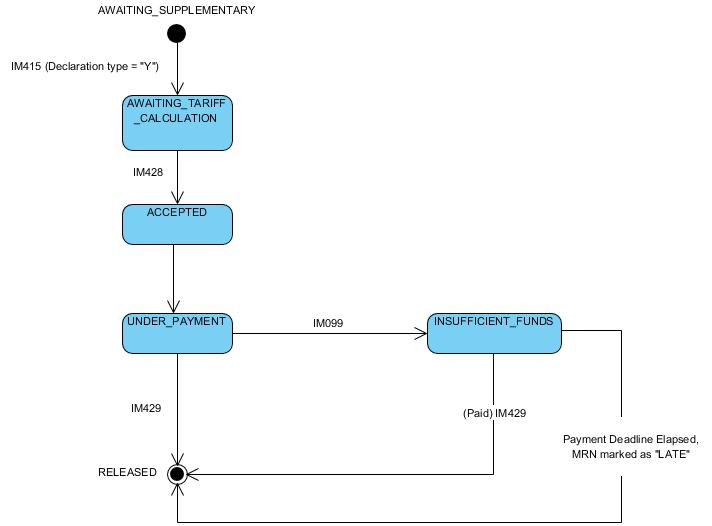 AWAITING_SUPPLEMENTARY
IM415 (Declaration type = "Y")
AWAITING_TARIFF
_CALCULATION
IM428
ACCEPTED
UNDER_PAYMENT
IM099
INSUFFICIENT_FUNDS
IM429
(Paid) IM429
Payment Deadline Elapsed,
MRN marked as "LATE"
RELEASED